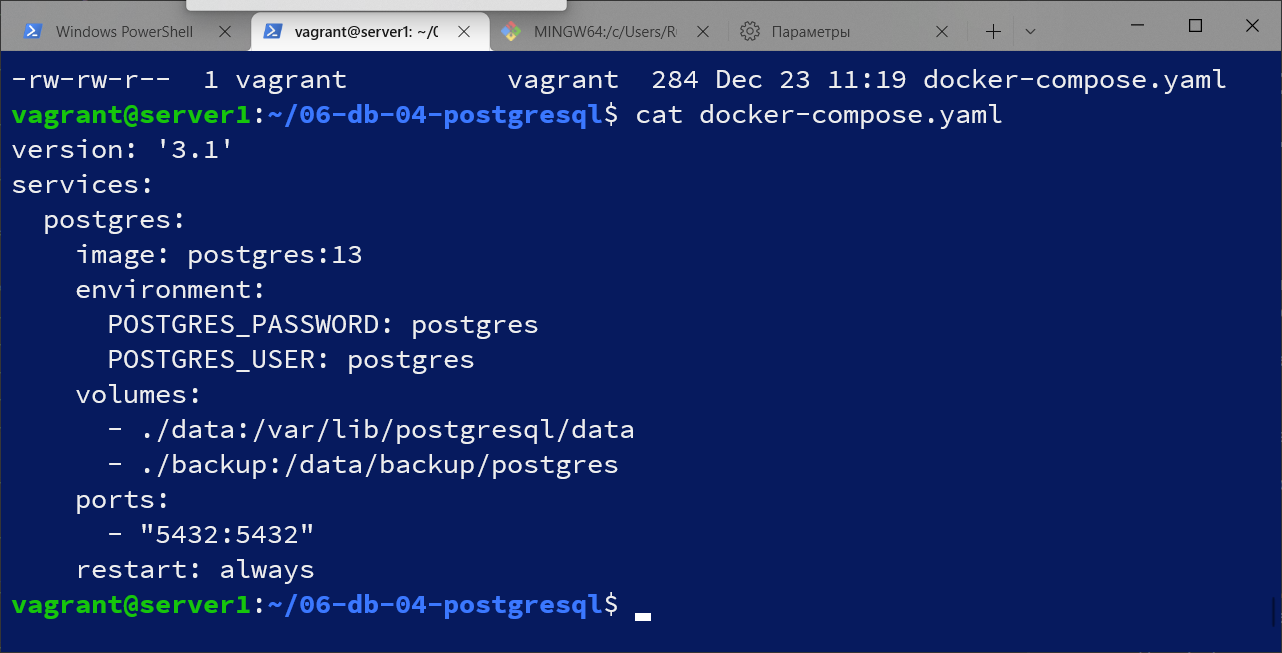 Windows PowerShell vagrant@server1: ~/0 MINGW64:/c/Users/R Параметры
-rw-rw-r--  1 vagrant          vagrant  284 Dec 23 11:19 docker-compose.yaml
vagrant@server1:~/06-db-04-postgresql$ cat docker-compose.yaml
version: '3.1'
services:
  postgres:
    image: postgres:13
    environment:
      POSTGRES_PASSWORD: postgres
      POSTGRES_USER: postgres
    volumes:
      - ./data:/var/lib/postgresql/data
      - ./backup:/data/backup/postgres
    ports:
      - "5432:5432"
    restart: always
vagrant@server1:~/06-db-04-postgresql$